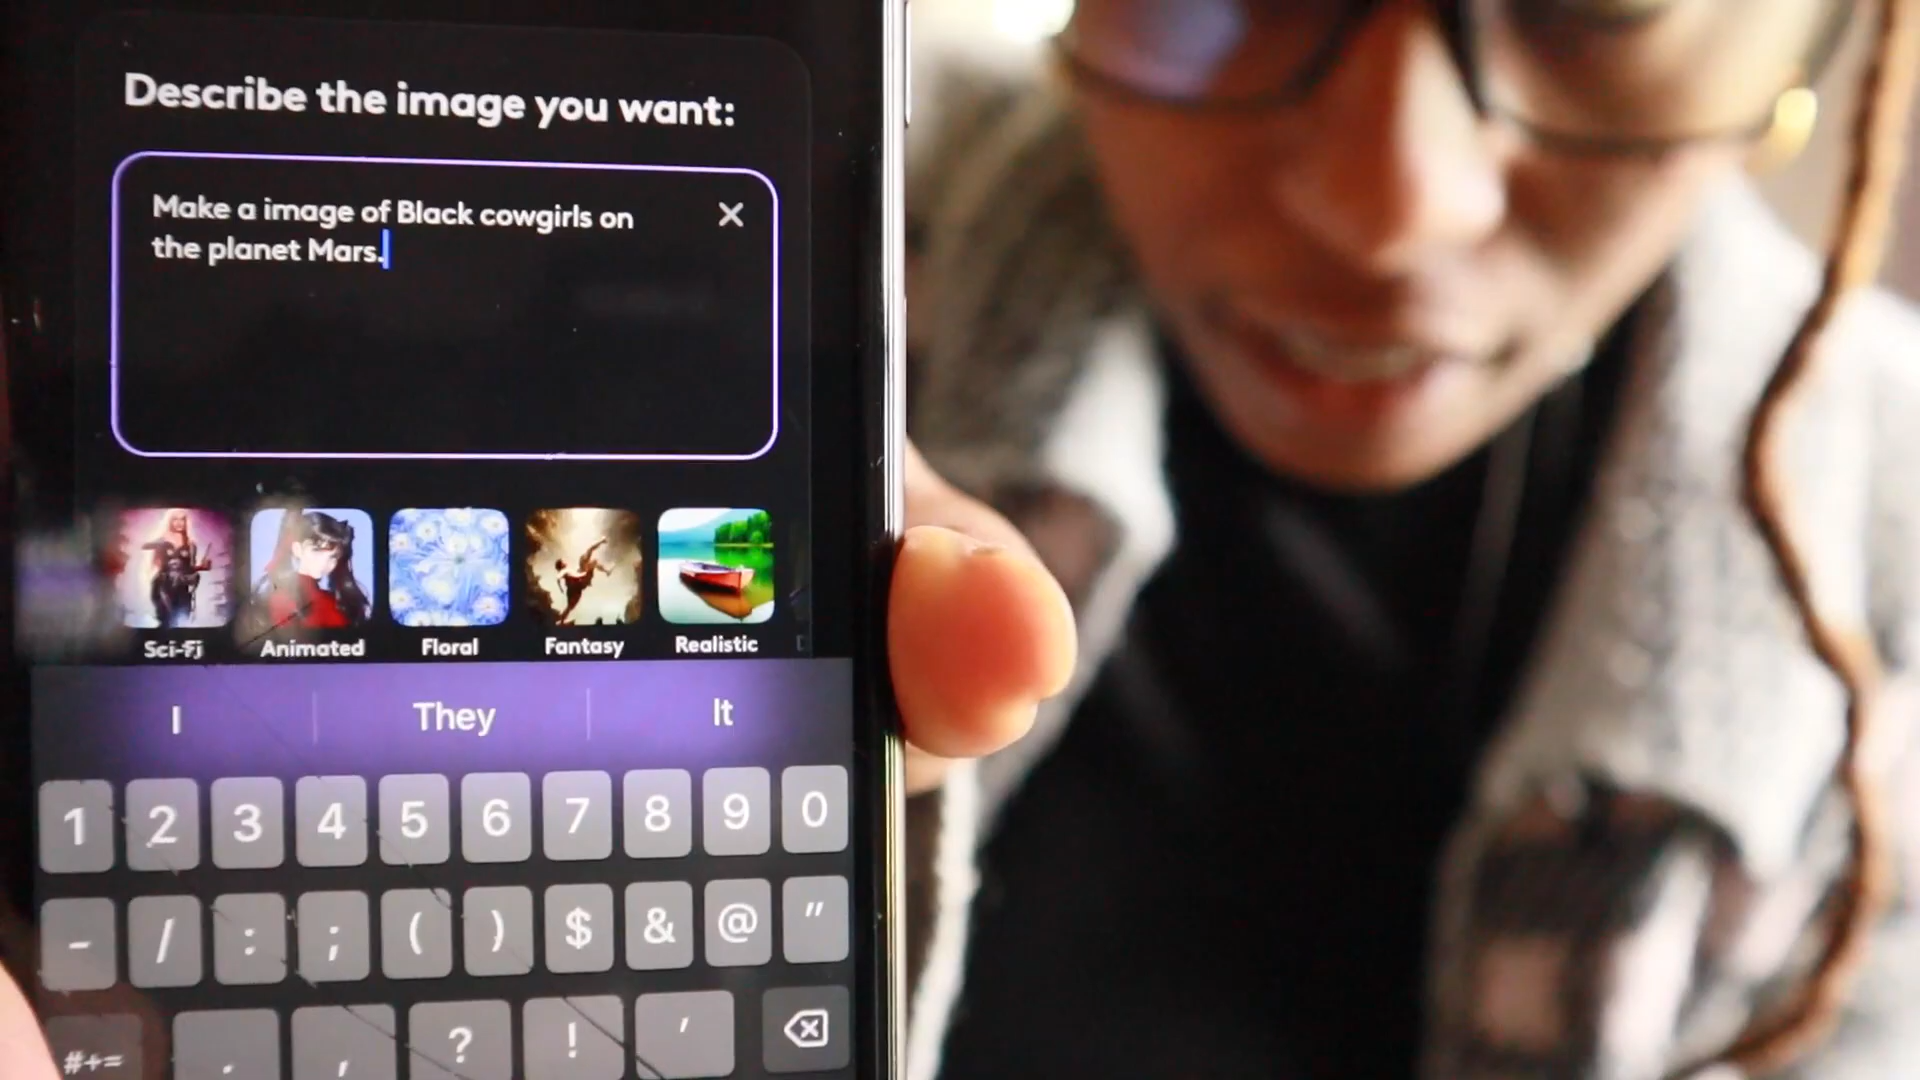 Describe the image you want:
Make a image of Black cowgirls on
the planet Mars.
Sci-Fi Animated Floral Fantasy Realistic
I They It
1 2 3 4 5 6 7 8 9 0
- / : ; ( ) $ & @ "
#+= . , ? ! '